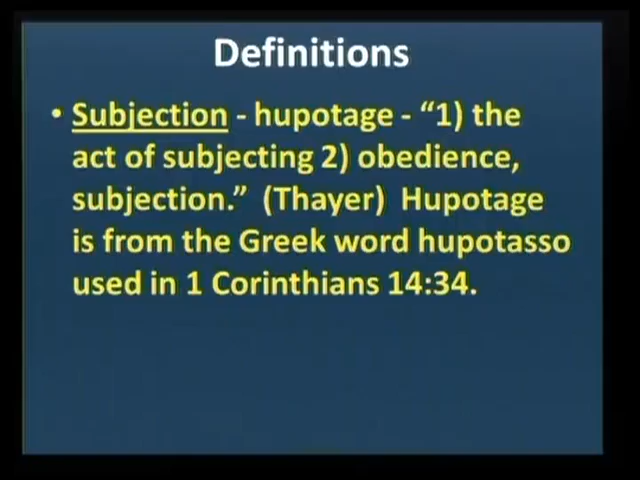 Definitions
• Subjection - hupotage - “1) the
act of subjecting 2) obedience,
subjection.” (Thayer) Hupotage
is from the Greek word hupotasso
used in 1 Corinthians 14:34.